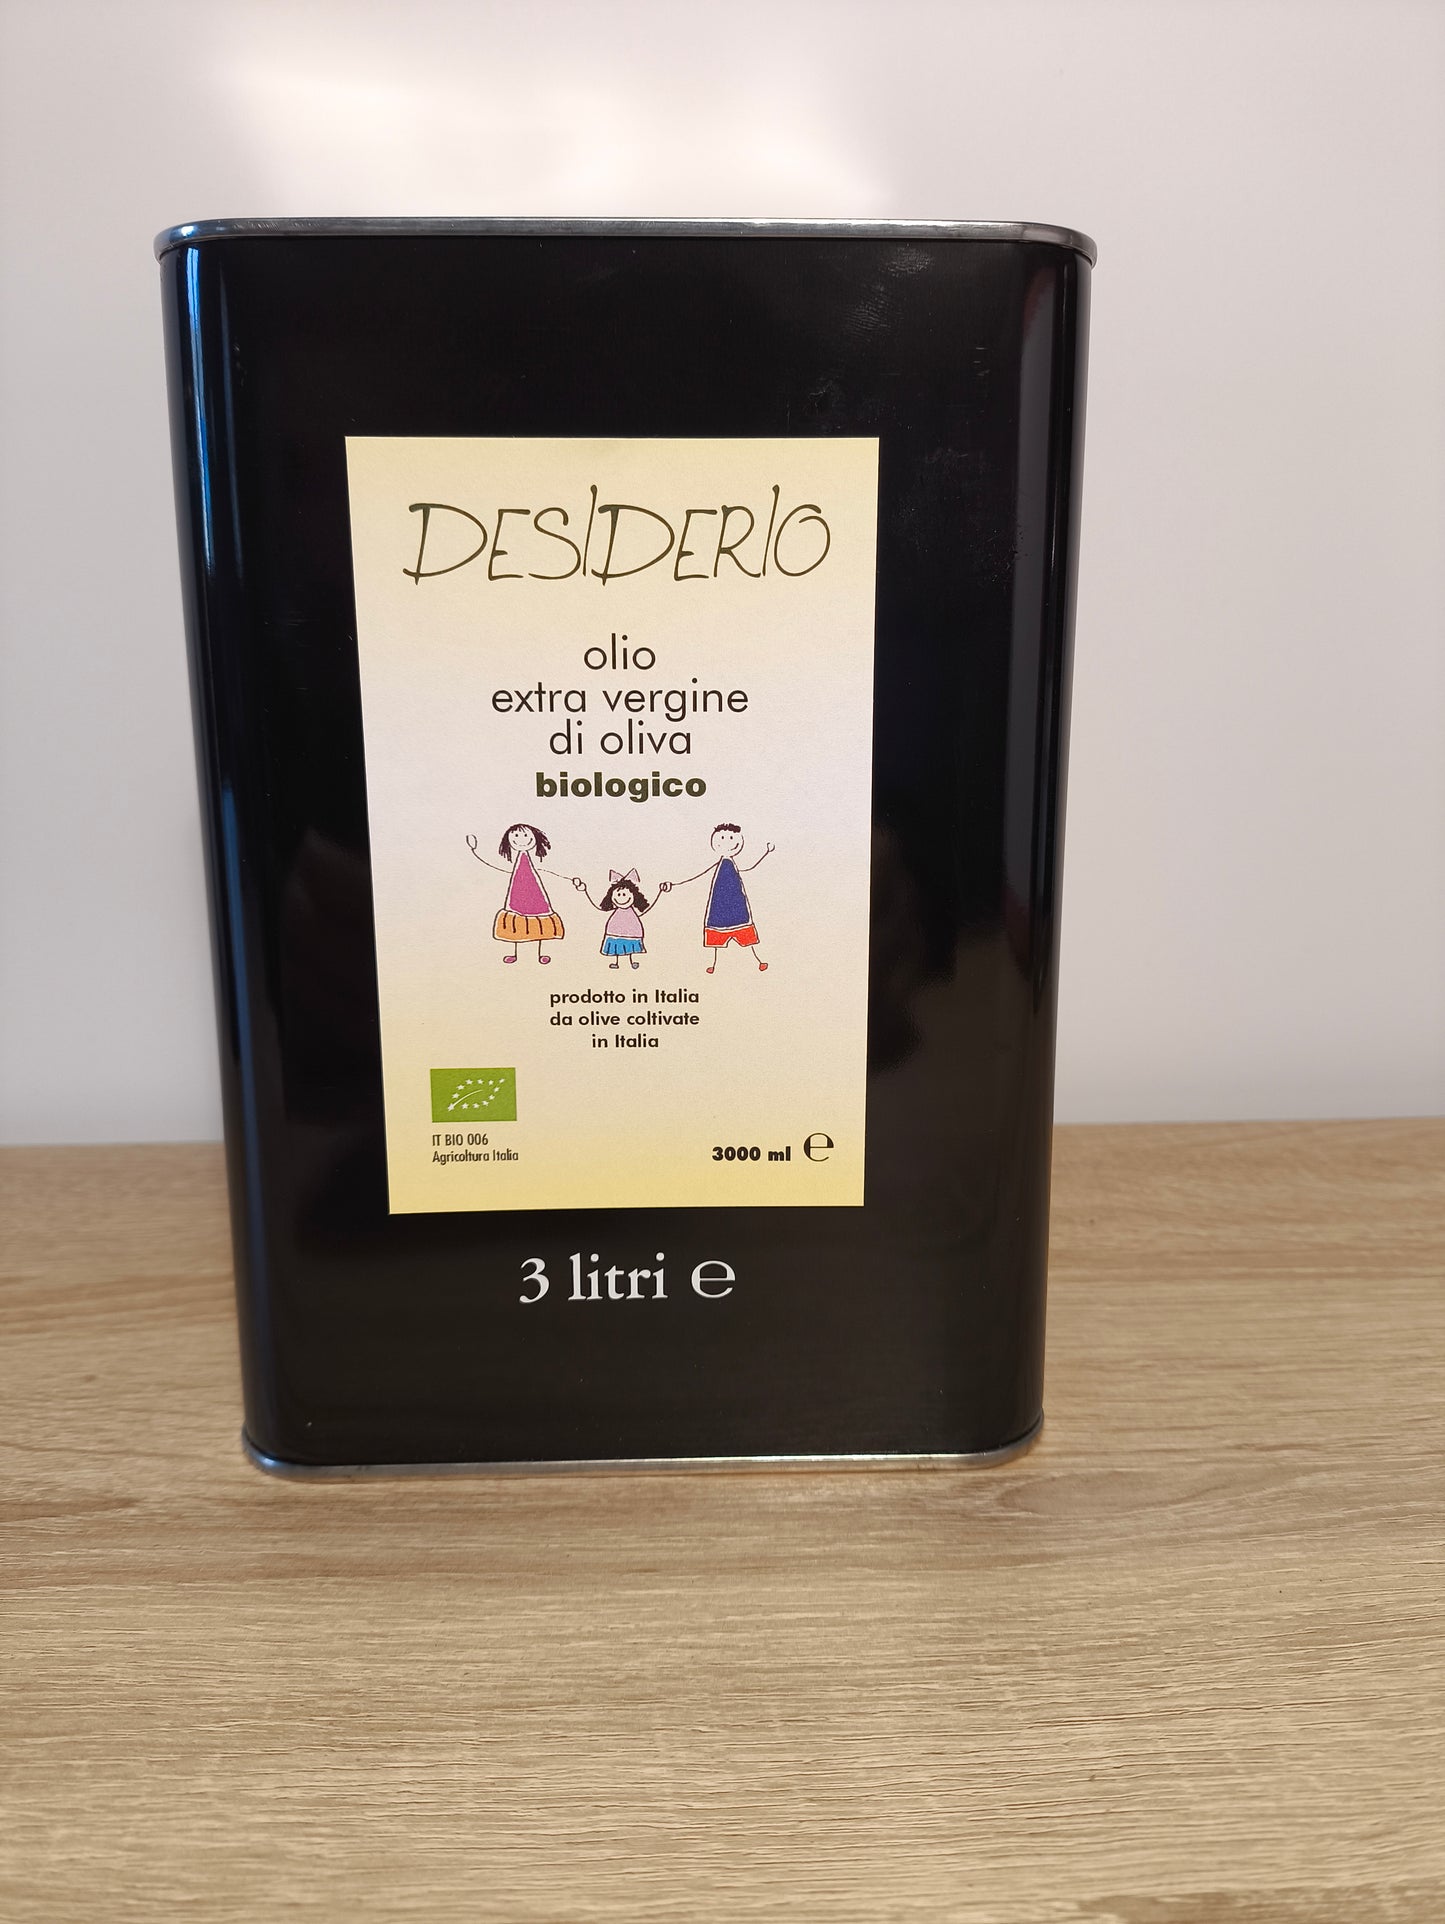 DESIDERIO
olio
extra vergine
di oliva
biologico
prodotto in Italia
da olive coltivate
in Italia
IT BIO 006
Agricoltura Italia
3000 ml ℮
3 litri ℮